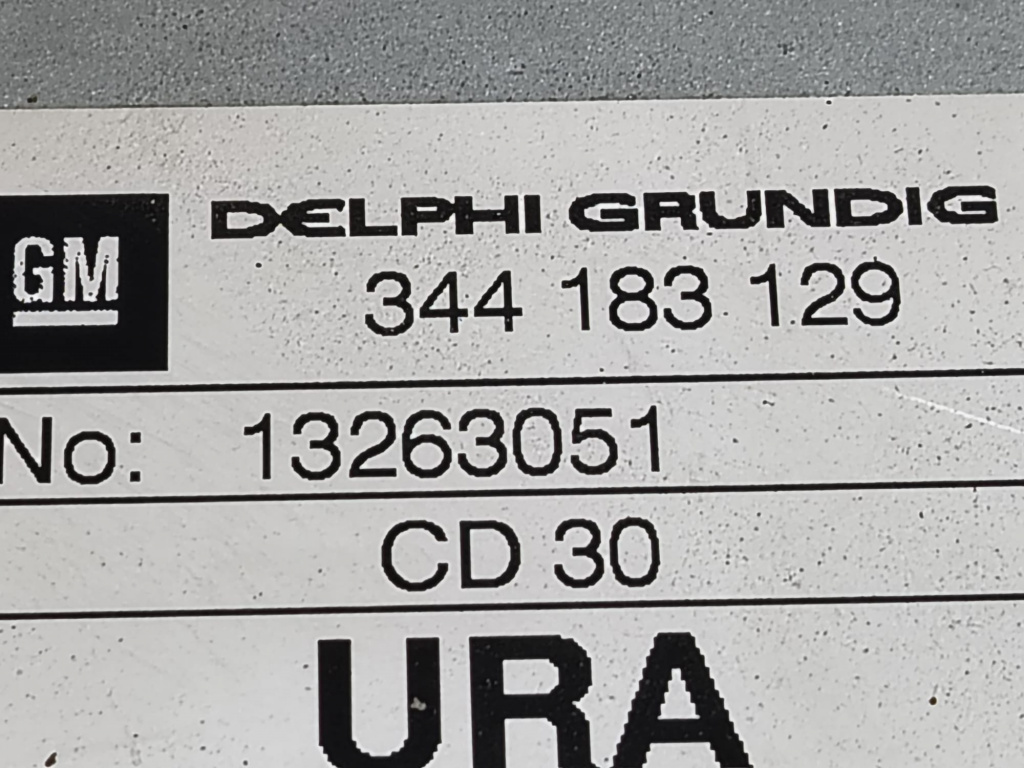 GM
DELPHI GRUNDIG
344 183 129
No: 13263051
CD 30
URA